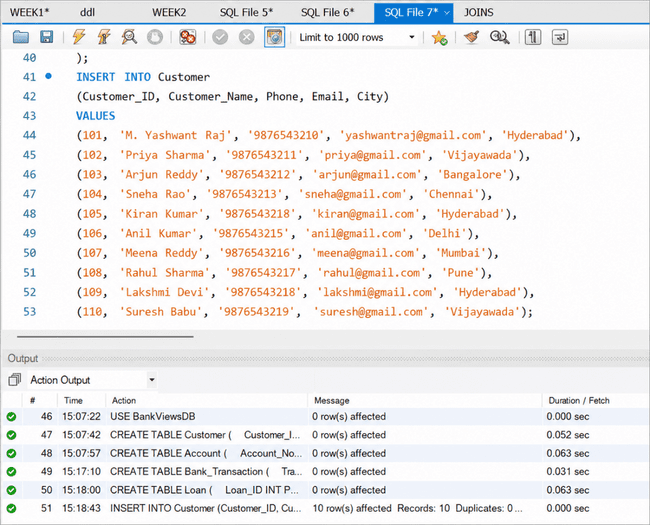 WEEK1* ddl WEEK2 SQL File 5* SQL File 6* SQL File 7* JOINS
Limit to 1000 rows
40 );
41 INSERT INTO Customer
42 (Customer_ID, Customer_Name, Phone, Email, City)
43 VALUES
44 (101, 'M. Yashwant Raj', '9876543210', 'yashwantraj@gmail.com', 'Hyderabad'),
45 (102, 'Priya Sharma', '9876543211', 'priya@gmail.com', 'Vijayawada'),
46 (103, 'Arjun Reddy', '9876543212', 'arjun@gmail.com', 'Bangalore'),
47 (104, 'Sneha Rao', '9876543213', 'sneha@gmail.com', 'Chennai'),
48 (105, 'Kiran Kumar', '9876543218', 'kiran@gmail.com', 'Hyderabad'),
49 (106, 'Anil Kumar', '9876543215', 'anil@gmail.com', 'Delhi'),
50 (107, 'Meena Reddy', '9876543216', 'meena@gmail.com', 'Mumbai'),
51 (108, 'Rahul Sharma', '9876543217', 'rahul@gmail.com', 'Pune'),
52 (109, 'Lakshmi Devi', '9876543218', 'lakshmi@gmail.com', 'Hyderabad'),
53 (110, 'Suresh Babu', '9876543219', 'suresh@gmail.com', 'Vijayawada');
Output
Action Output
# Time Action Message Duration / Fetch
46 15:07:22 USE BankViewsDB 0 row(s) affected 0.000 sec
47 15:07:42 CREATE TABLE Customer ( Customer_I... 0 row(s) affected 0.052 sec
48 15:07:57 CREATE TABLE Account ( Account_No... 0 row(s) affected 0.063 sec
49 15:17:10 CREATE TABLE Bank_Transaction ( Tra... 0 row(s) affected 0.031 sec
50 15:18:00 CREATE TABLE Loan ( Loan_ID INT P... 0 row(s) affected 0.063 sec
51 15:18:43 INSERT INTO Customer (Customer_ID, Cu... 10 row(s) affected Records: 10 Duplicates: 0 ... 0.000 sec